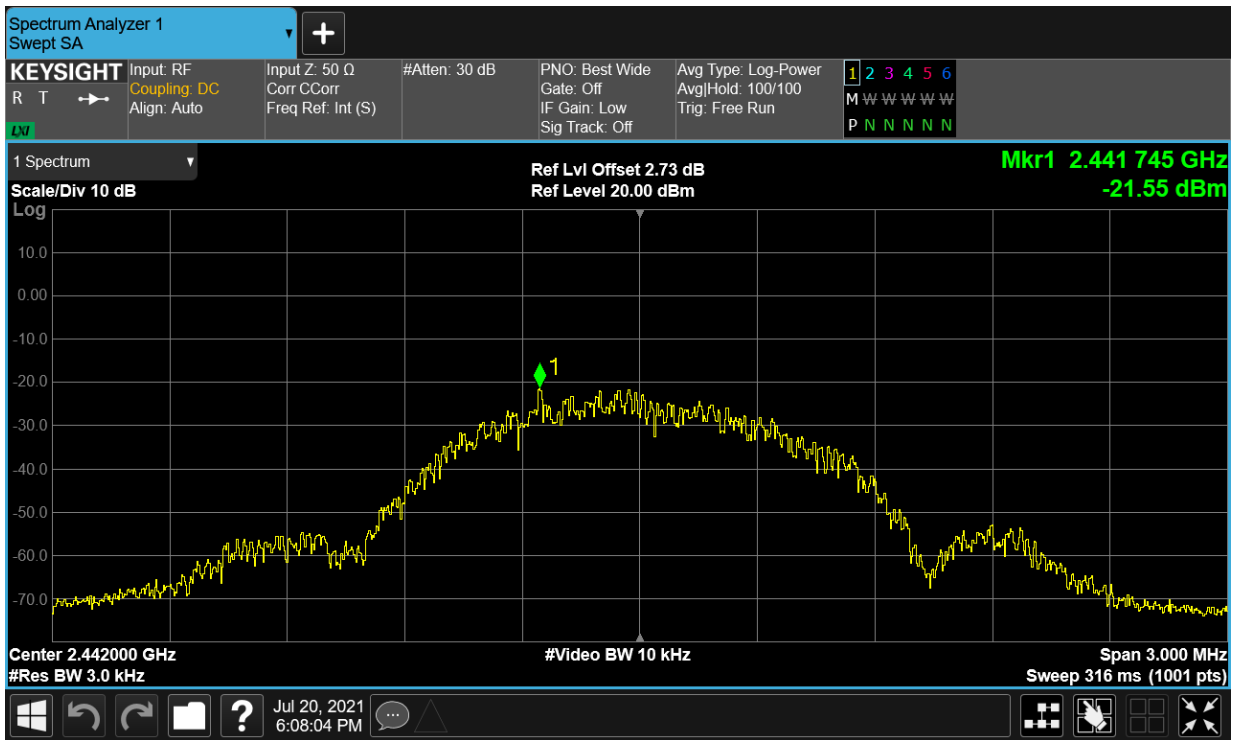 Spectrum Analyzer 1
Swept SA
▼
+
KEYSIGHT
R T
LXI
Input: RF
Coupling: DC
Align: Auto
Input Z: 50 Ω
Corr CCorr
Freq Ref: Int (S)
#Atten: 30 dB
PNO: Best Wide
Gate: Off
IF Gain: Low
Sig Track: Off
Avg Type: Log-Power
Avg|Hold: 100/100
Trig: Free Run
1 2 3 4 5 6
M W W W W W
P N N N N N
1 Spectrum
▼
Scale/Div 10 dB
Log
Ref Lvl Offset 2.73 dB
Ref Level 20.00 dBm
Mkr1 2.441 745 GHz
-21.55 dBm
10.0
0.00
-10.0
-20.0
-30.0
-40.0
-50.0
-60.0
-70.0
1
Center 2.442000 GHz
#Res BW 3.0 kHz
#Video BW 10 kHz
Span 3.000 MHz
Sweep 316 ms (1001 pts)
?
Jul 20, 2021
6:08:04 PM
...